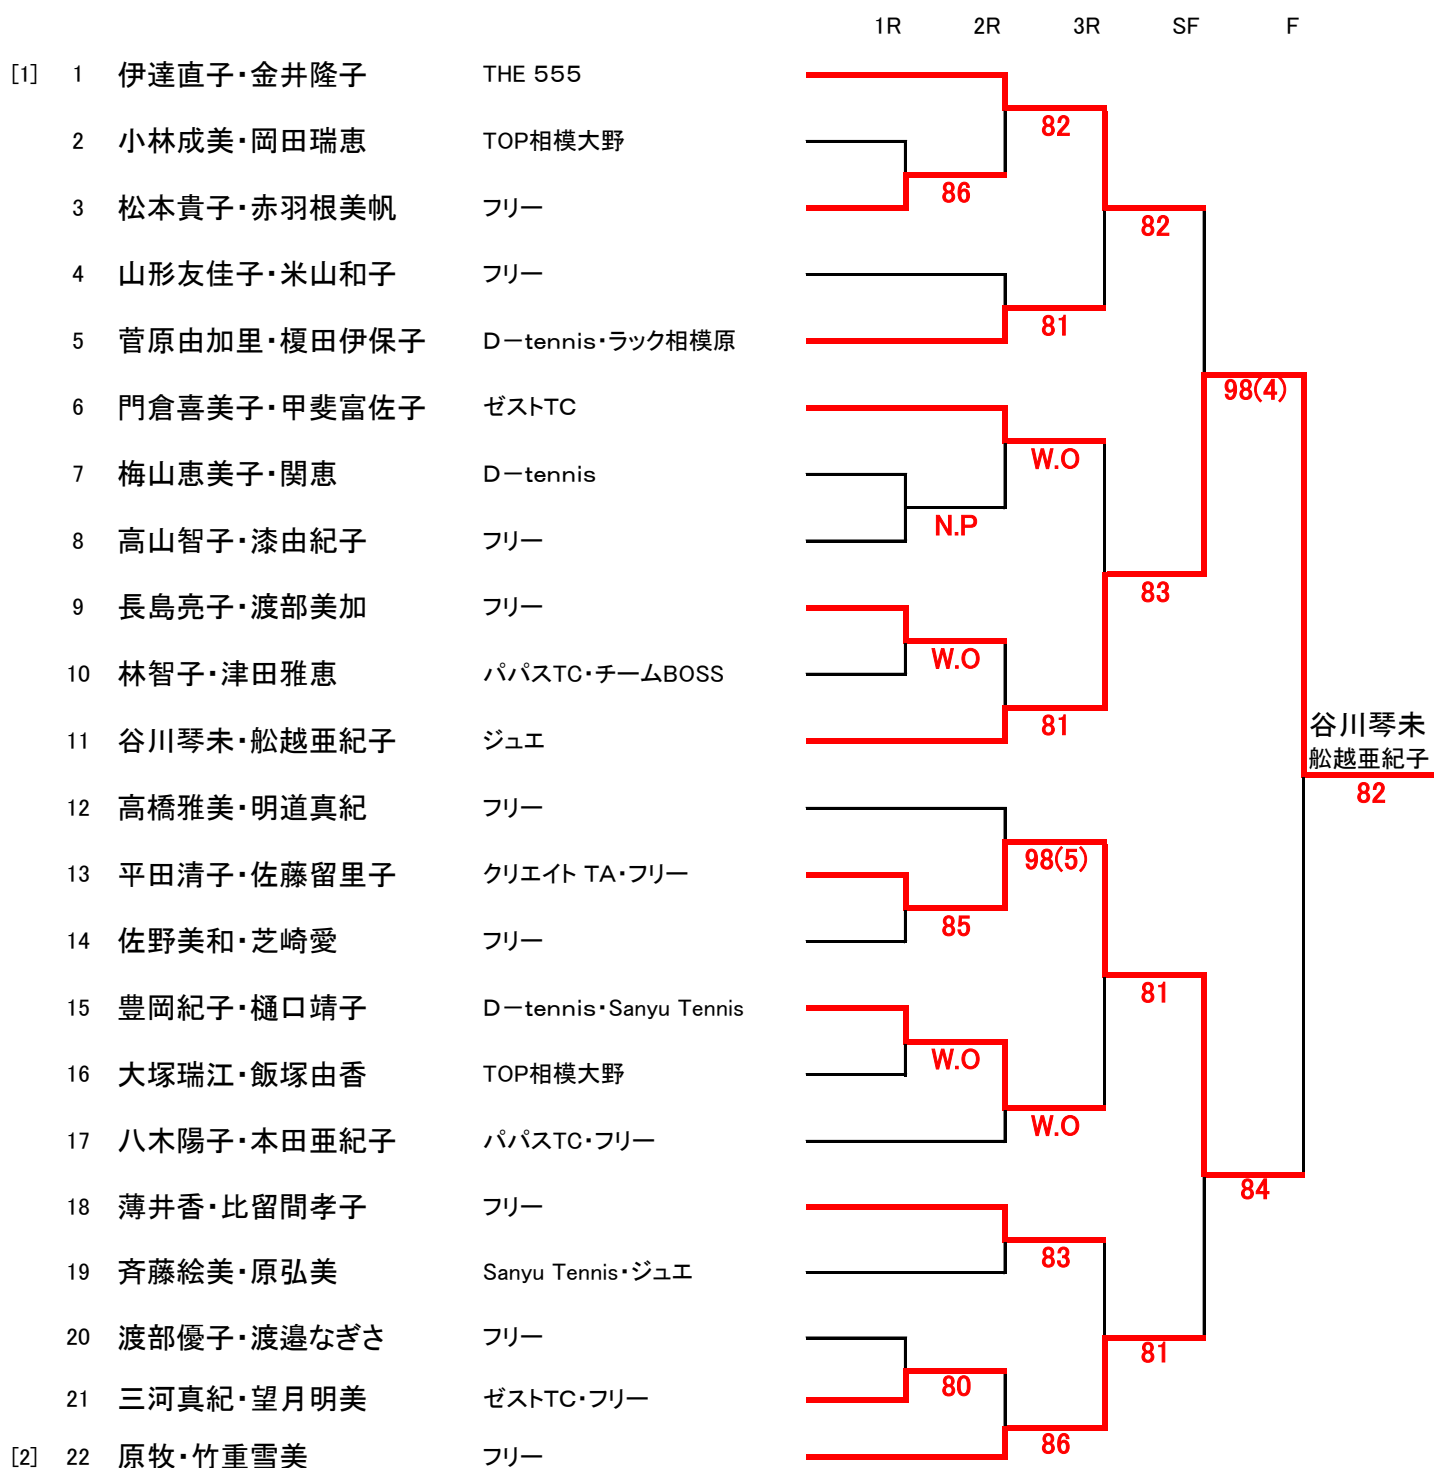 1R 2R 3R SF F
[1] 1 伊達直子・金井隆子 THE 555
82
2 小林成美・岡田瑞恵 TOP相模大野
86
3 松本貴子・赤羽根美帆 フリー
82
4 山形友佳子・米山和子 フリー
81
5 菅原由加里・榎田伊保子 D－tennis・ラック相模原
98(4)
6 門倉喜美子・甲斐富佐子 ゼストTC
W.O
7 梅山恵美子・関恵 D－tennis
N.P
8 高山智子・漆由紀子 フリー
83
9 長島亮子・渡部美加 フリー
W.O
10 林智子・津田雅恵 パパスTC・チームBOSS
81
11 谷川琴未・舩越亜紀子 ジュエ
谷川琴未
舩越亜紀子
82
12 高橋雅美・明道真紀 フリー
98(5)
13 平田清子・佐藤留里子 クリエイト TA・フリー
85
14 佐野美和・芝崎愛 フリー
81
15 豊岡紀子・樋口靖子 D－tennis・Sanyu Tennis
W.O
16 大塚瑞江・飯塚由香 TOP相模大野
W.O
17 八木陽子・本田亜紀子 パパスTC・フリー
84
18 薄井香・比留間孝子 フリー
83
19 斉藤絵美・原弘美 Sanyu Tennis・ジュエ
20 渡部優子・渡邉なぎさ フリー
81
80
21 三河真紀・望月明美 ゼストTC・フリー
86
[2] 22 原牧・竹重雪美 フリー